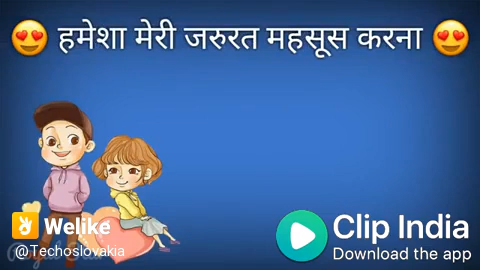 😍 हमेशा मेरी जरुरत महसूस करना 😍
Welike
@Techoslovakia
Clip India
Download the app